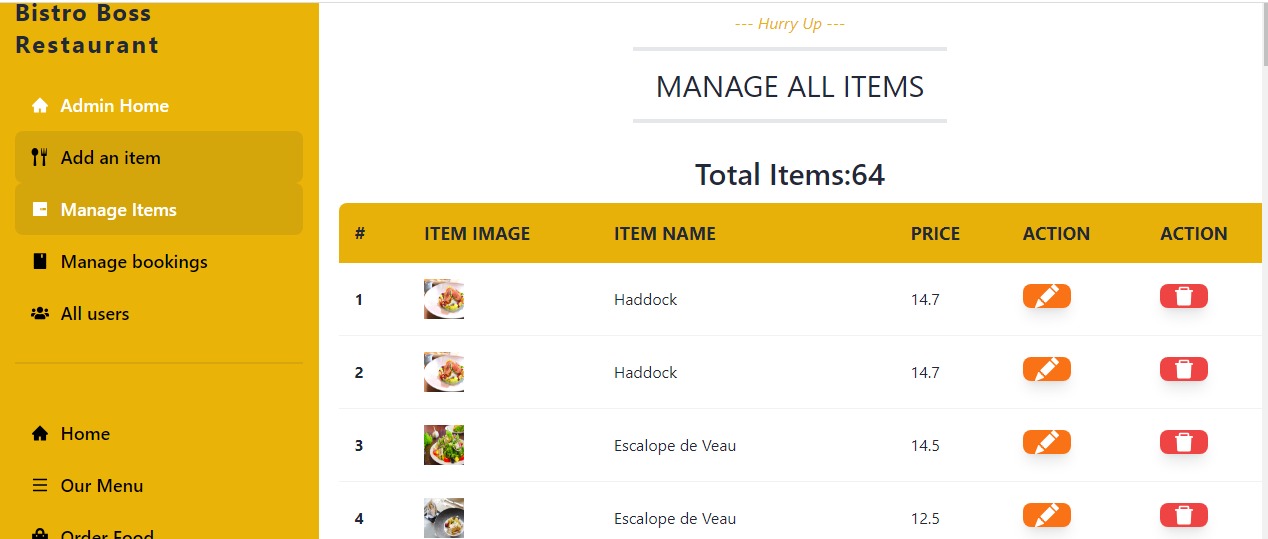 Bistro Boss
Restaurant
Admin Home
Add an item
Manage Items
Manage bookings
All users
Home
Our Menu
Order Food
--- Hurry Up ---
MANAGE ALL ITEMS
Total Items:64
# ITEM IMAGE ITEM NAME PRICE ACTION ACTION
1 Haddock 14.7
2 Haddock 14.7
3 Escalope de Veau 14.5
4 Escalope de Veau 12.5